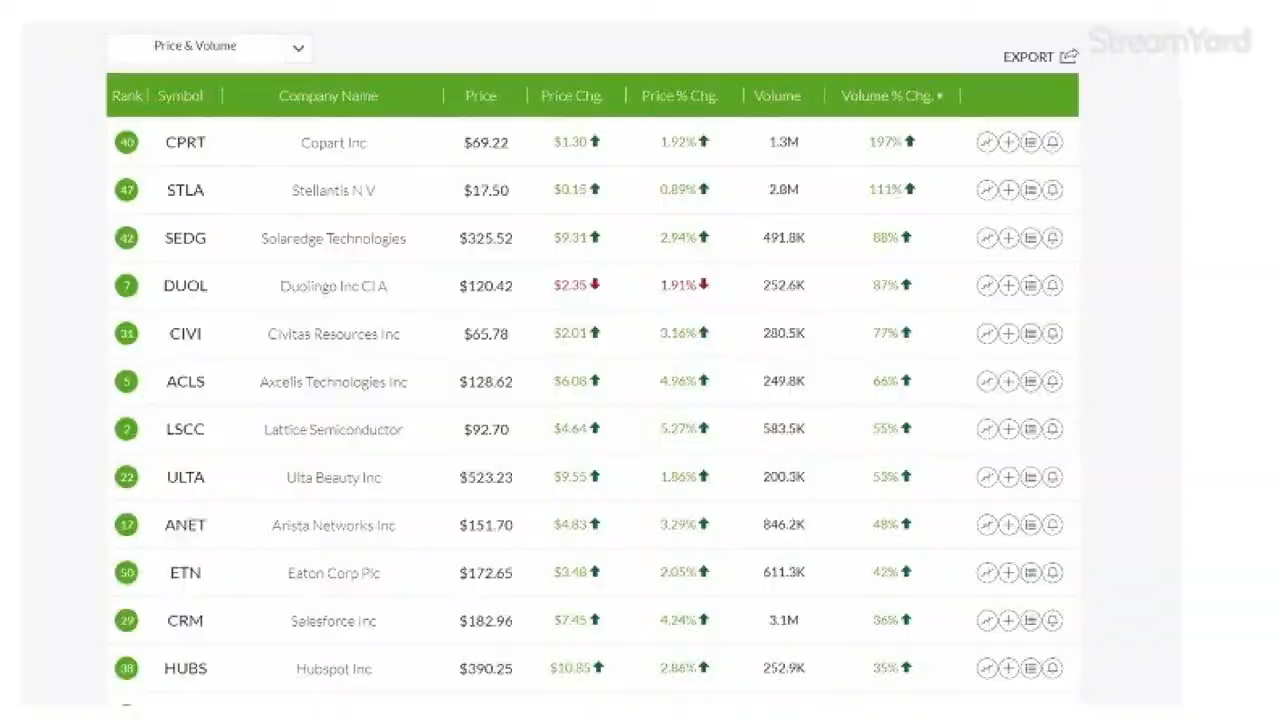 StreamYard
Price & Volume
EXPORT
Rank Symbol Company Name Price Price Chg. Price % Chg. Volume Volume % Chg.
40 CPRT Copart Inc $69.22 $1.30 1.92% 1.3M 197%
47 STLA Stellantis N V $17.50 $0.15 0.89% 2.8M 111%
42 SEDG Solaredge Technologies $325.52 $9.31 2.94% 491.8K 88%
7 DUOL Duolingo Inc Cl A $120.42 $2.35 1.91% 252.6K 87%
31 CIVI Civitas Resources Inc $65.78 $2.01 3.16% 280.5K 77%
5 ACLS Axcelis Technologies Inc $128.62 $6.08 4.96% 249.8K 66%
2 LSCC Lattice Semiconductor $92.70 $4.64 5.27% 583.5K 55%
22 ULTA Ulta Beauty Inc $523.23 $9.55 1.86% 200.3K 53%
17 ANET Arista Networks Inc $151.70 $4.83 3.29% 846.2K 48%
50 ETN Eaton Corp Plc $172.65 $3.48 2.05% 611.3K 42%
29 CRM Salesforce Inc $182.96 $7.45 4.24% 3.1M 36%
38 HUBS Hubspot Inc $390.25 $10.85 2.86% 252.9K 35%